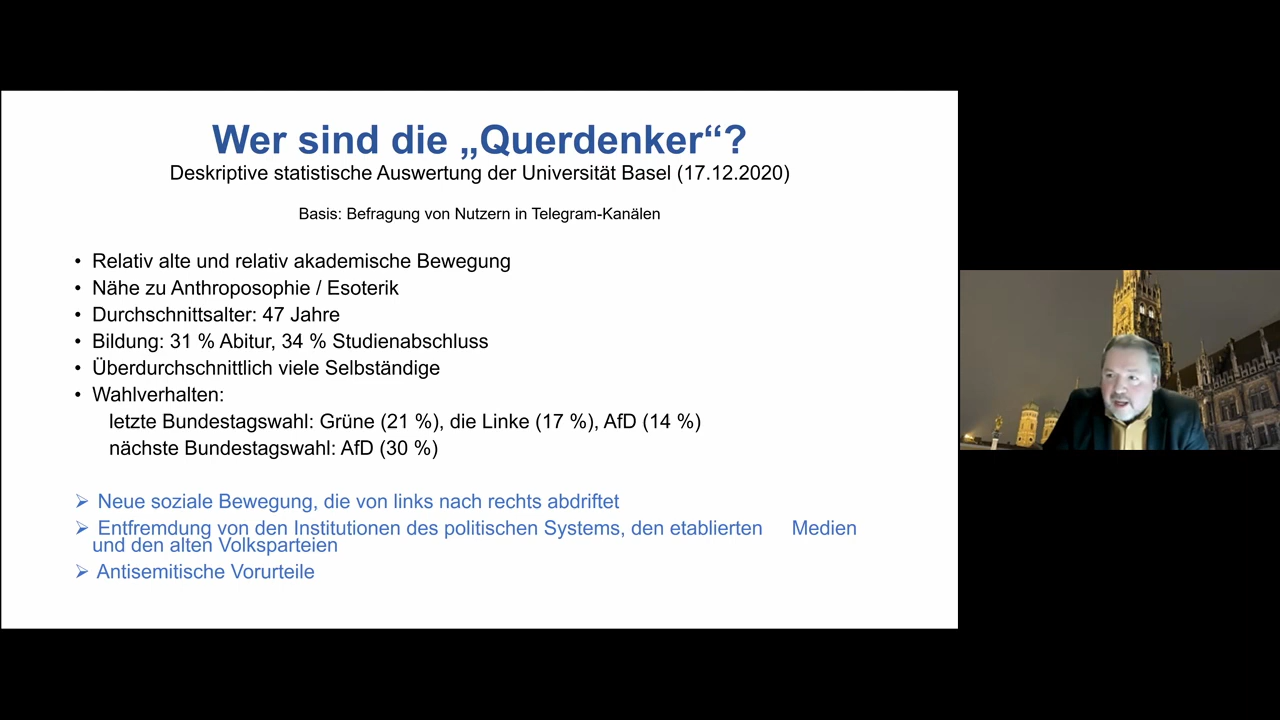 Wer sind die „Querdenker“?
Deskriptive statistische Auswertung der Universität Basel (17.12.2020)
Basis: Befragung von Nutzern in Telegram-Kanälen
• Relativ alte und relativ akademische Bewegung
• Nähe zu Anthroposophie / Esoterik
• Durchschnittsalter: 47 Jahre
• Bildung: 31 % Abitur, 34 % Studienabschluss
• Überdurchschnittlich viele Selbständige
• Wahlverhalten:
letzte Bundestagswahl: Grüne (21 %), die Linke (17 %), AfD (14 %)
nächste Bundestagswahl: AfD (30 %)
➢ Neue soziale Bewegung, die von links nach rechts abdriftet
➢ Entfremdung von den Institutionen des politischen Systems, den etablierten Medien
und den alten Volksparteien
➢ Antisemitische Vorurteile